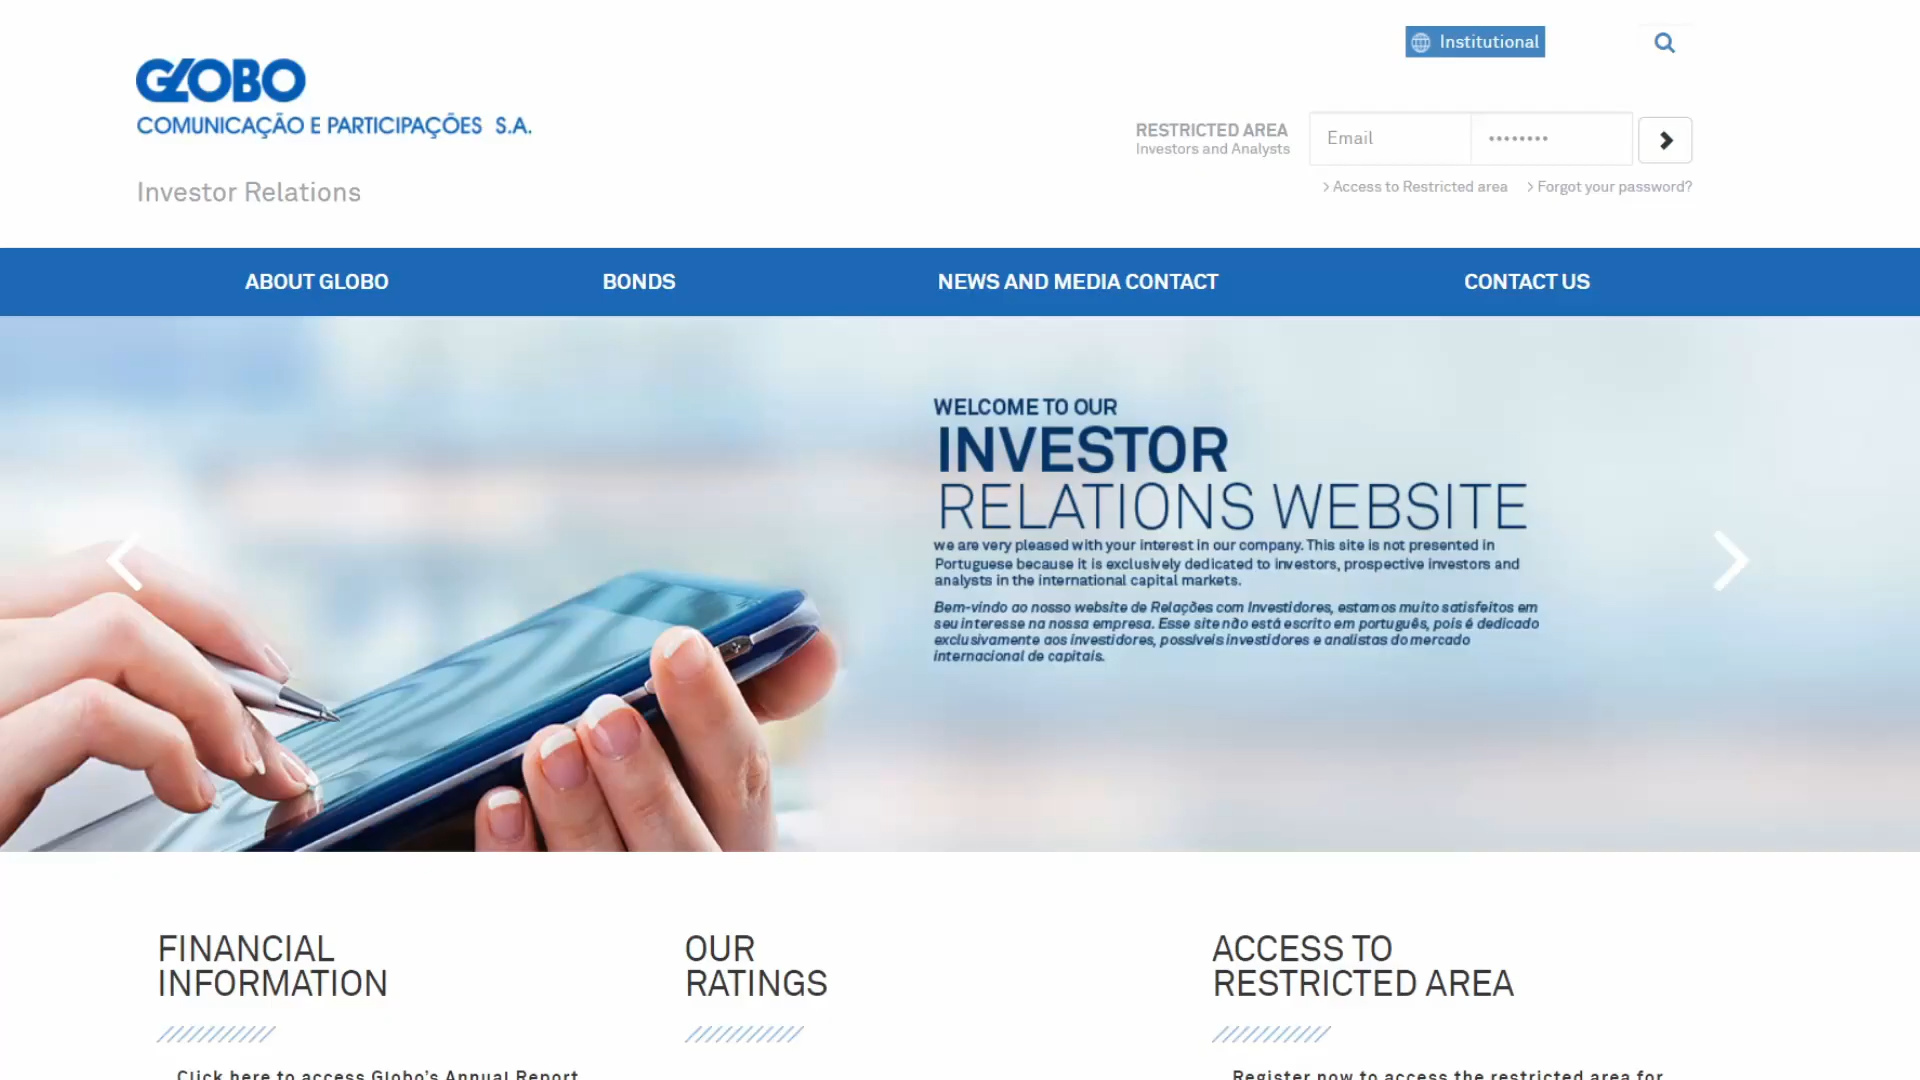 Institutional
GLOBO
COMUNICAÇÃO E PARTICIPAÇÕES S.A.
Investor Relations
RESTRICTED AREA
Investors and Analysts
Email
••••••••
Access to Restricted area
Forgot your password?
ABOUT GLOBO
BONDS
NEWS AND MEDIA CONTACT
CONTACT US
WELCOME TO OUR
INVESTOR
RELATIONS WEBSITE
we are very pleased with your interest in our company. This site is not presented in
Portuguese because it is exclusively dedicated to investors, prospective investors and
analysts in the international capital markets.
Bem-vindo ao nosso website de Relações com Investidores, estamos muito satisfeitos em
seu interesse na nossa empresa. Esse site não está escrito em português, pois é dedicado
exclusivamente aos investidores, possíveis investidores e analistas do mercado
internacional de capitais.
FINANCIAL
INFORMATION
OUR
RATINGS
ACCESS TO
RESTRICTED AREA
Click here to access Globo's Annual Report
Register now to access the restricted area for